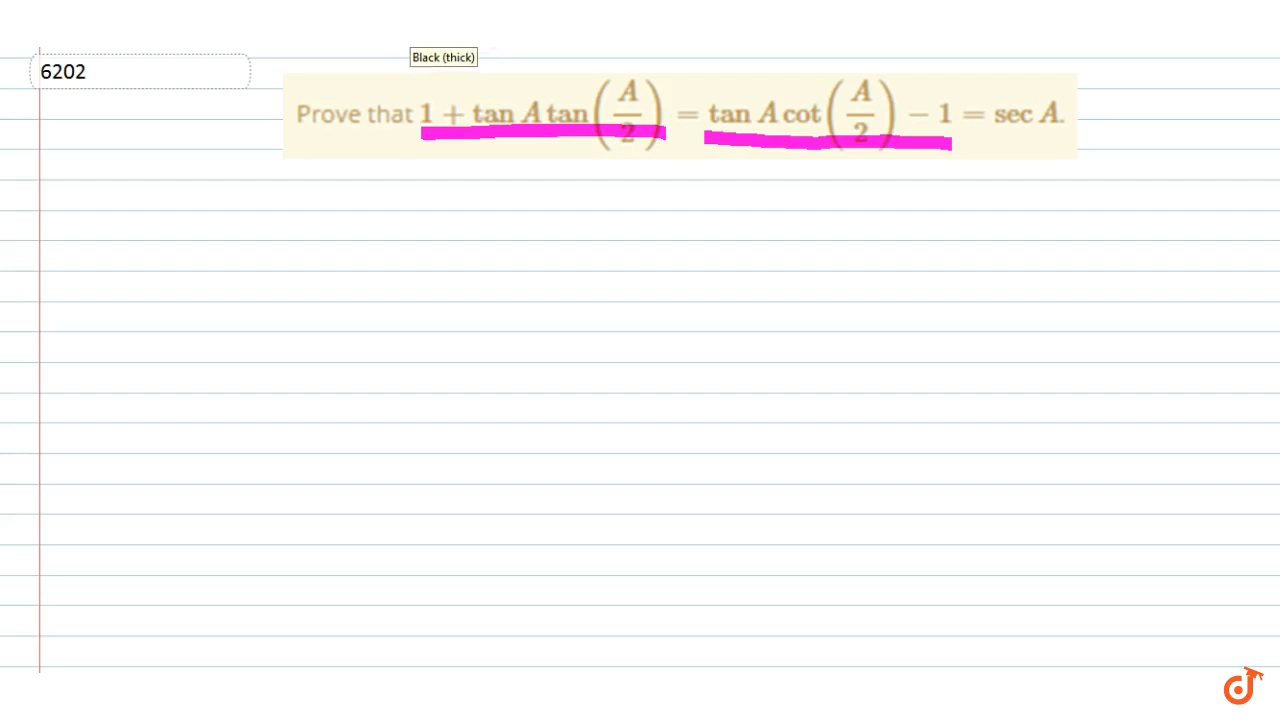 Black (thick)
6202
Prove that 1 + tan A tan(A/2) = tan A cot(A/2) − 1 = sec A.